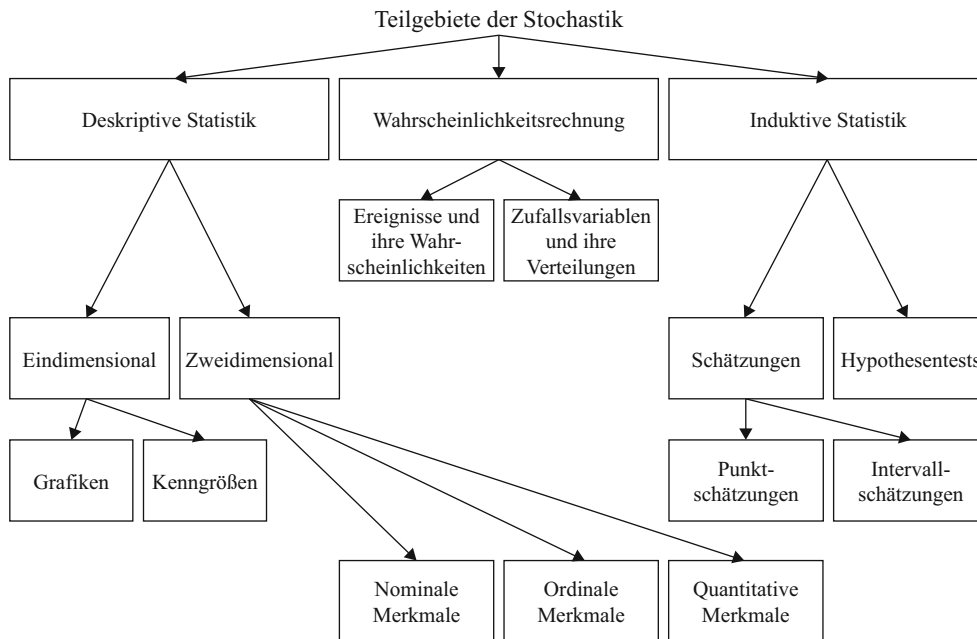 Teilgebiete der Stochastik
Deskriptive Statistik
Wahrscheinlichkeitsrechnung
Induktive Statistik
Ereignisse und
ihre Wahr-
scheinlichkeiten
Zufallsvariablen
und ihre
Verteilungen
Eindimensional
Zweidimensional
Schätzungen
Hypothesentests
Grafiken
Kenngrößen
Punkt-
schätzungen
Intervall-
schätzungen
Nominale
Merkmale
Ordinale
Merkmale
Quantitative
Merkmale